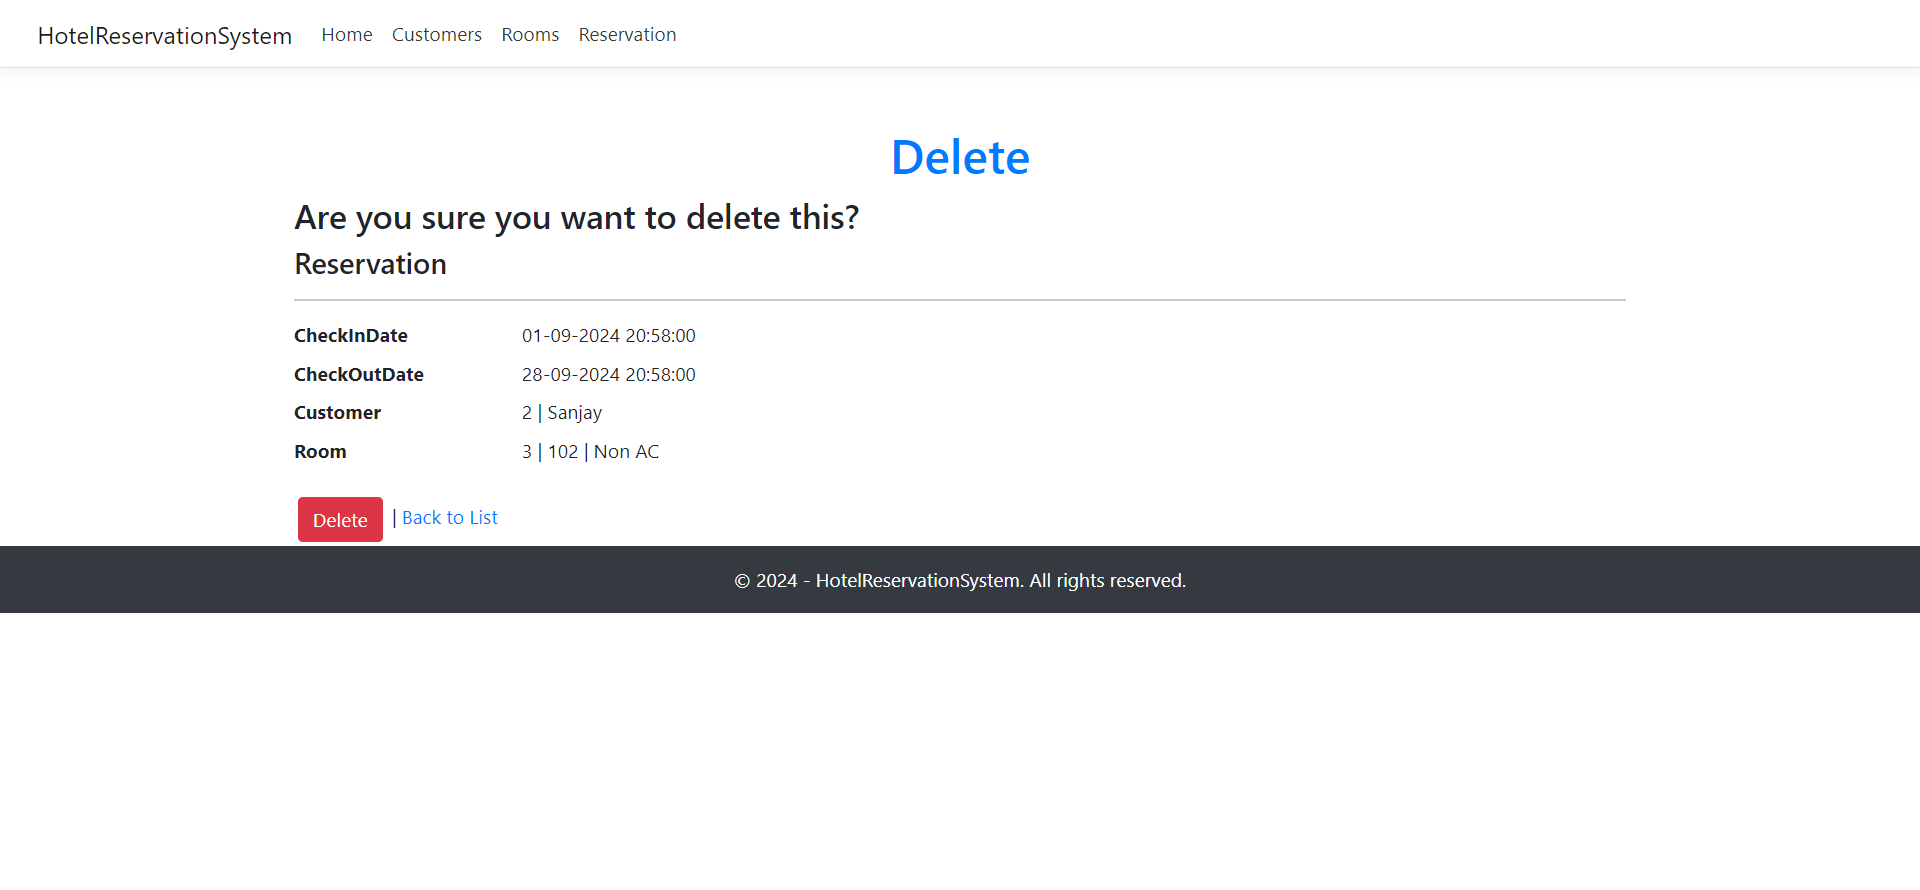 HotelReservationSystem Home Customers Rooms Reservation
Delete
Are you sure you want to delete this?
Reservation
CheckInDate 01-09-2024 20:58:00
CheckOutDate 28-09-2024 20:58:00
Customer 2 | Sanjay
Room 3 | 102 | Non AC
Delete | Back to List
© 2024 - HotelReservationSystem. All rights reserved.